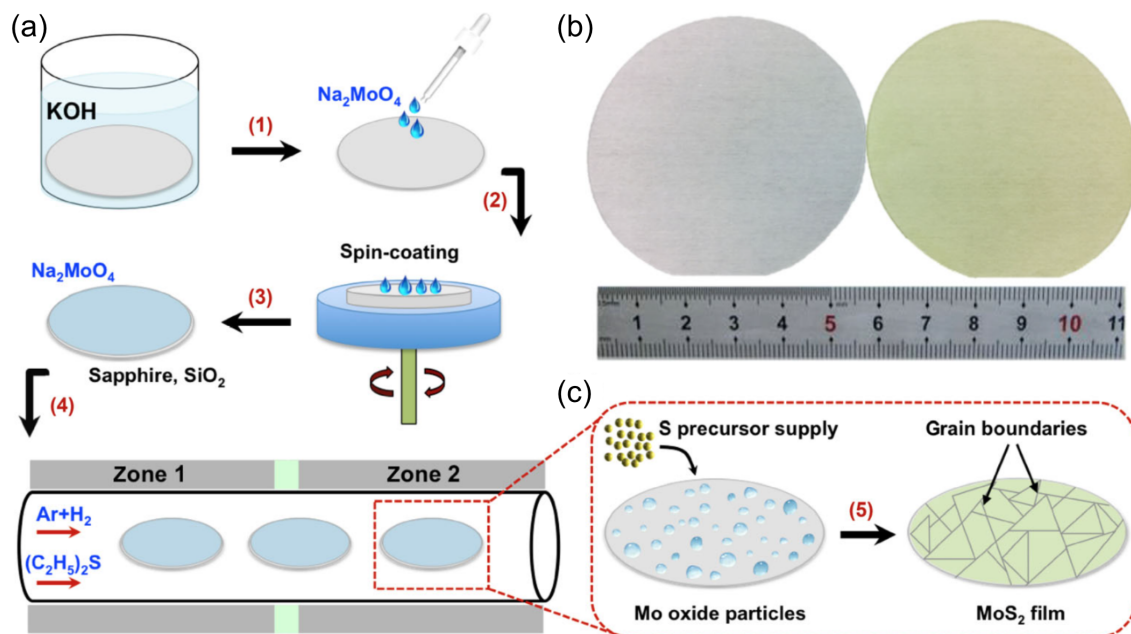 (a)
KOH
(1)
Na₂MoO₄
(2)
Spin-coating
(3)
Na₂MoO₄
Sapphire, SiO₂
(4)
Zone 1
Zone 2
Ar+H₂
(C₂H₅)₂S
(b)
1 2 3 4 5 6 7 8 9 10 11
(c)
S precursor supply
Grain boundaries
(5)
Mo oxide particles
MoS₂ film